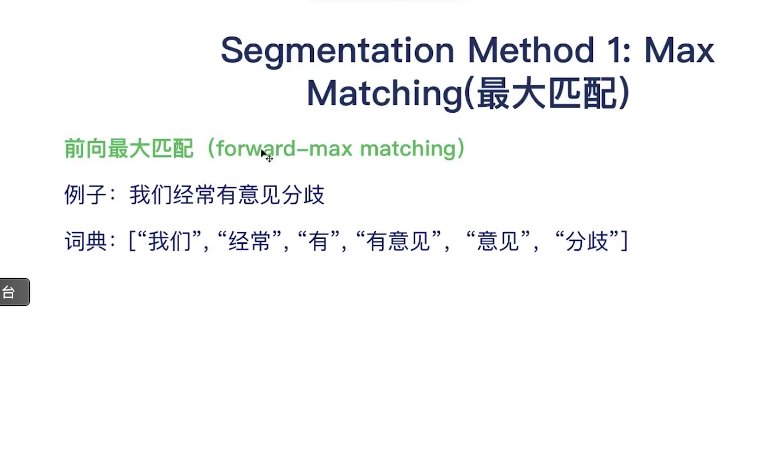 Segmentation Method 1: Max
Matching(最大匹配)
前向最大匹配（forward-max matching）
例子：我们经常有意见分歧
词典：[“我们”, “经常”, “有”, “有意见”， “意见”， “分歧”]
台